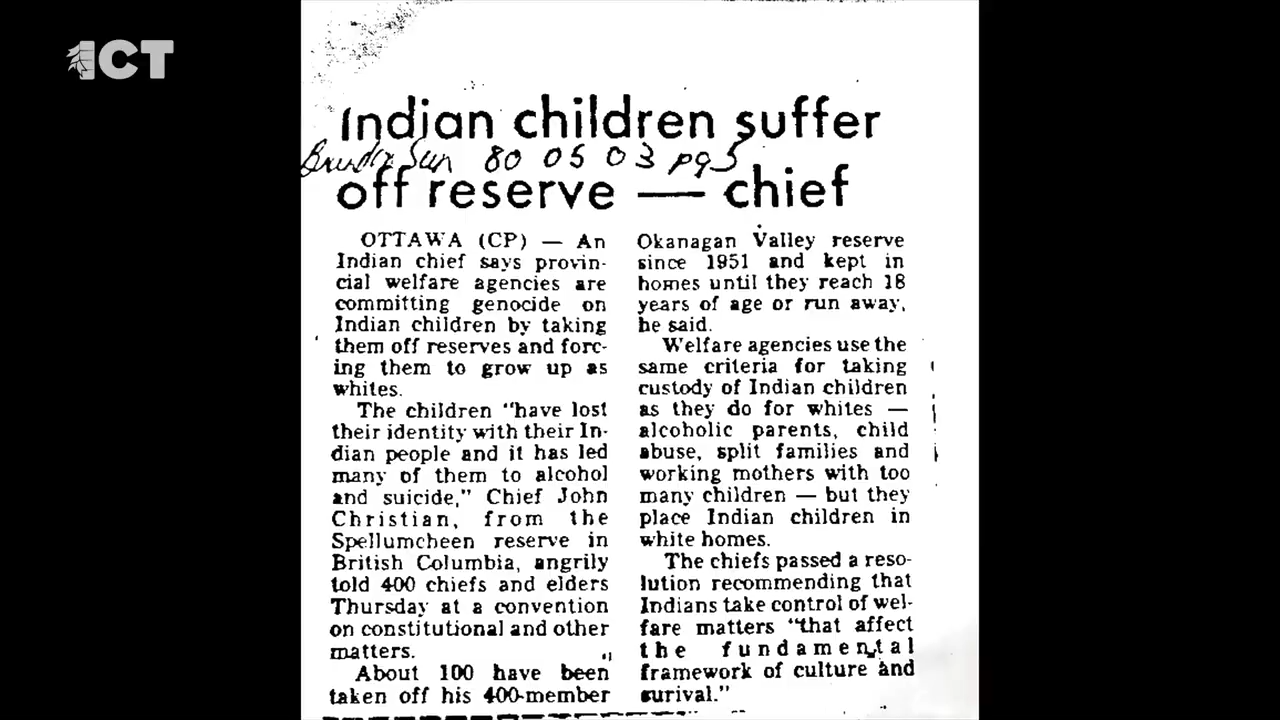 ICT
Indian children suffer
Sun 80 05 03 pg 5
off reserve — chief
OTTAWA (CP) — An
Indian chief says provin-
cial welfare agencies are
committing genocide on
Indian children by taking
them off reserves and forc-
ing them to grow up as
whites.
The children "have lost
their identity with their In-
dian people and it has led
many of them to alcohol
and suicide," Chief John
Christian, from the
Spellumcheen reserve in
British Columbia, angrily
told 400 chiefs and elders
Thursday at a convention
on constitutional and other
matters.
About 100 have been
taken off his 400-member
Okanagan Valley reserve
since 1951 and kept in
homes until they reach 18
years of age or run away,
he said.
Welfare agencies use the
same criteria for taking
custody of Indian children
as they do for whites —
alcoholic parents, child
abuse, split families and
working mothers with too
many children — but they
place Indian children in
white homes.
The chiefs passed a reso-
lution recommending that
Indians take control of wel-
fare matters "that affect
the fundamental
framework of culture and
surival."